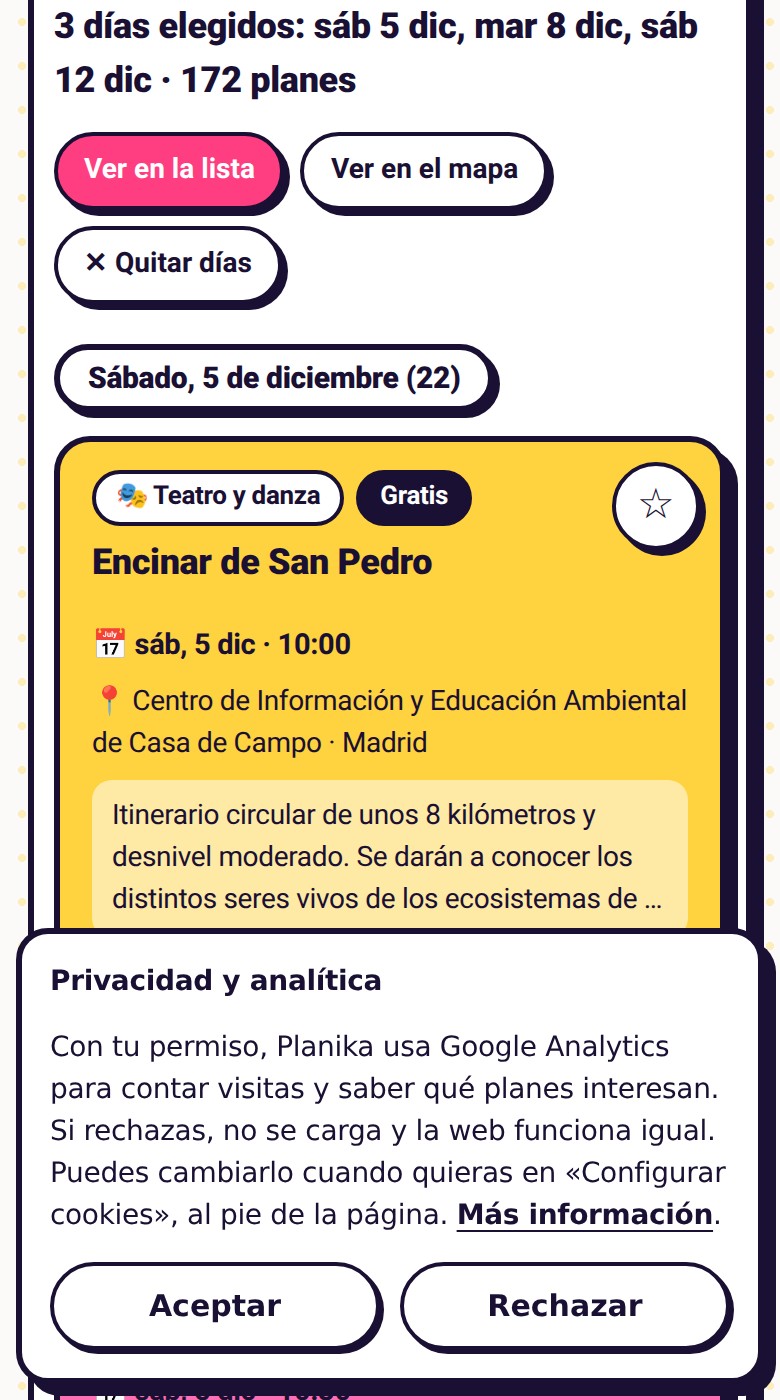 3 días elegidos: sáb 5 dic, mar 8 dic, sáb
12 dic · 172 planes
Ver en la lista
Ver en el mapa
✕ Quitar días
Sábado, 5 de diciembre (22)
🎭 Teatro y danza
Gratis
☆
Encinar de San Pedro
📅 sáb, 5 dic · 10:00
📍 Centro de Información y Educación Ambiental
de Casa de Campo · Madrid
Itinerario circular de unos 8 kilómetros y
desnivel moderado. Se darán a conocer los
distintos seres vivos de los ecosistemas de ...
Privacidad y analítica
Con tu permiso, Planika usa Google Analytics
para contar visitas y saber qué planes interesan.
Si rechazas, no se carga y la web funciona igual.
Puedes cambiarlo cuando quieras en «Configurar
cookies», al pie de la página. Más información.
Aceptar
Rechazar